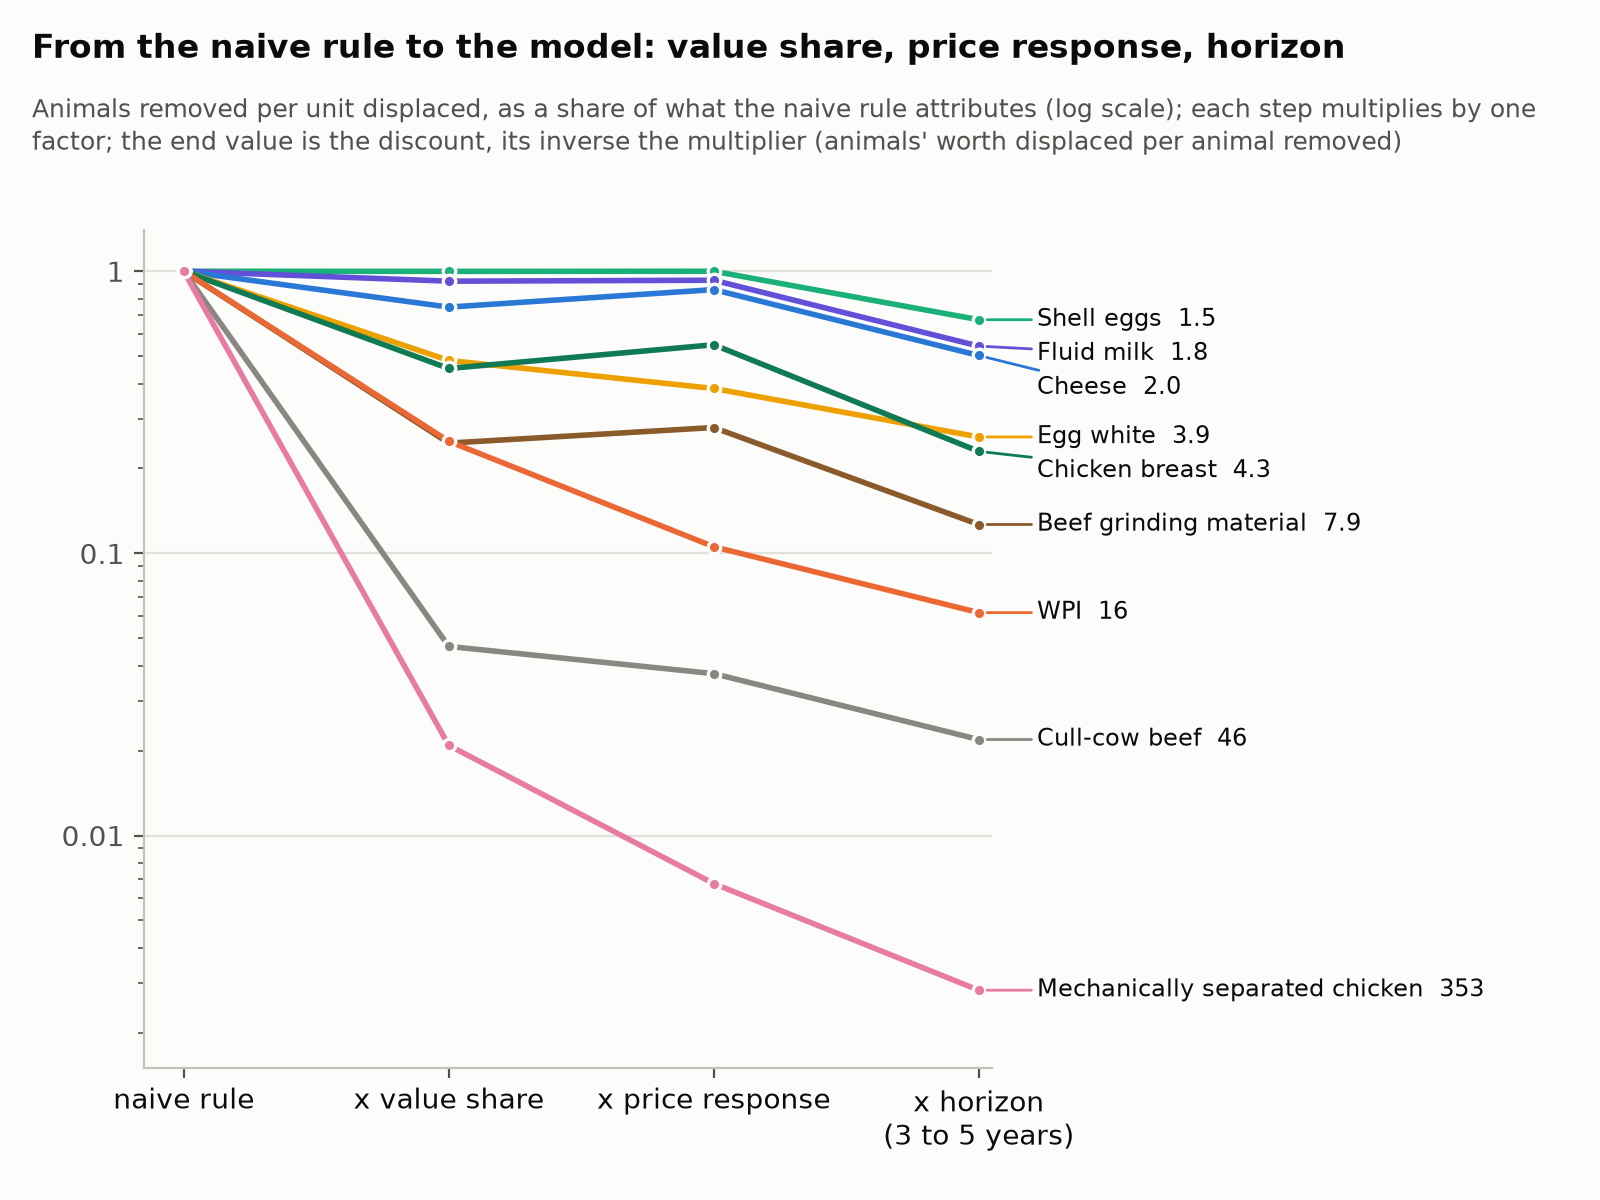 From the naive rule to the model: value share, price response, horizon
Animals removed per unit displaced, as a share of what the naive rule attributes (log scale); each step multiplies by one
factor; the end value is the discount, its inverse the multiplier (animals' worth displaced per animal removed)
1
0.1
0.01
Shell eggs 1.5
Fluid milk 1.8
Cheese 2.0
Egg white 3.9
Chicken breast 4.3
Beef grinding material 7.9
WPI 16
Cull-cow beef 46
Mechanically separated chicken 353
naive rule
x value share
x price response
x horizon
(3 to 5 years)